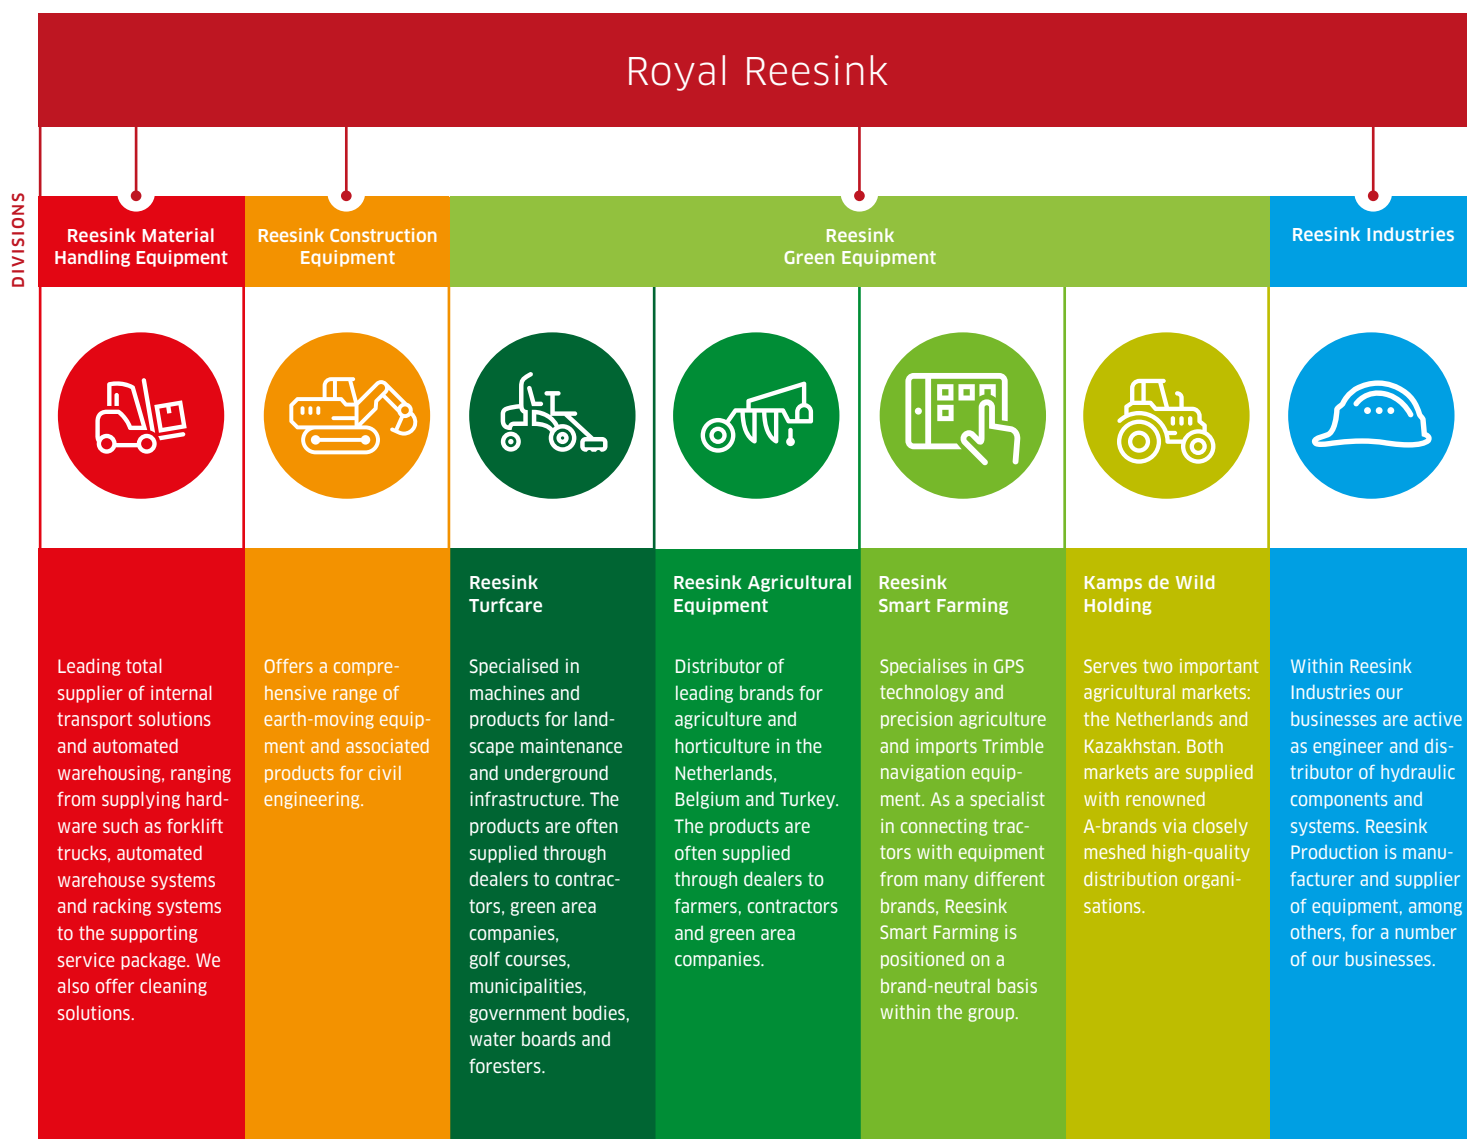 Royal Reesink
DIVISIONS
Reesink Material
Handling Equipment
Reesink Construction
Equipment
Reesink
Green Equipment
Reesink Industries
Leading total
supplier of internal
transport solutions
and automated
warehousing, ranging
from supplying hard-
ware such as forklift
trucks, automated
warehouse systems
and racking systems
to the supporting
service package. We
also offer cleaning
solutions.
Offers a compre-
hensive range of
earth-moving equip-
ment and associated
products for civil
engineering.
Reesink
Turfcare
Specialised in
machines and
products for land-
scape maintenance
and underground
infrastructure. The
products are often
supplied through
dealers to contrac-
tors, green area
companies,
golf courses,
municipalities,
government bodies,
water boards and
foresters.
Reesink Agricultural
Equipment
Distributor of
leading brands for
agriculture and
horticulture in the
Netherlands,
Belgium and Turkey.
The products are
often supplied
through dealers to
farmers, contractors
and green area
companies.
Reesink
Smart Farming
Specialises in GPS
technology and
precision agriculture
and imports Trimble
navigation equip-
ment. As a specialist
in connecting trac-
tors with equipment
from many different
brands, Reesink
Smart Farming is
positioned on a
brand-neutral basis
within the group.
Kamps de Wild
Holding
Serves two important
agricultural markets:
the Netherlands and
Kazakhstan. Both
markets are supplied
with renowned
A-brands via closely
meshed high-quality
distribution organi-
sations.
Within Reesink
Industries our
businesses are active
as engineer and dis-
tributor of hydraulic
components and
systems. Reesink
Production is manu-
facturer and supplier
of equipment, among
others, for a number
of our businesses.